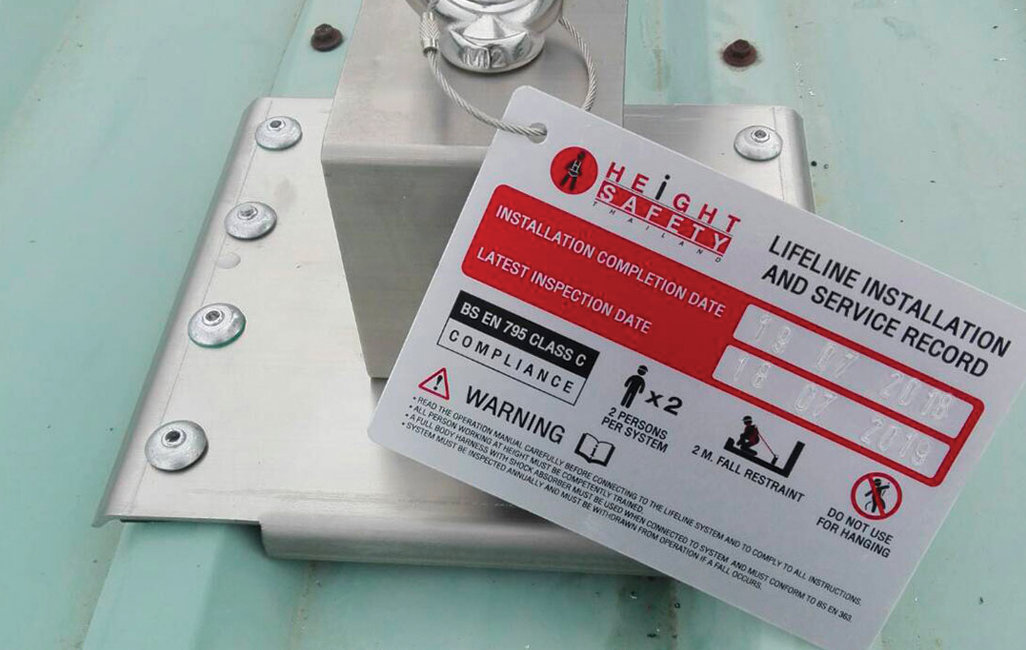 M12
HEiGHT
SAFETY
THAILAND
LIFELINE INSTALLATION
AND SERVICE RECORD
INSTALLATION COMPLETION DATE
19 07 2018
LATEST INSPECTION DATE
18 07 2019
BS EN 795 CLASS C
COMPLIANCE
x2
2 PERSONS
PER SYSTEM
2 M. FALL RESTRAINT
DO NOT USE
FOR HANGING
WARNING
• READ THE OPERATION MANUAL CAREFULLY BEFORE CONNECTING TO THE LIFELINE SYSTEM AND TO COMPLY TO ALL INSTRUCTIONS.
• ALL PERSON WORKING AT HEIGHT MUST BE COMPETENTLY TRAINED.
• A FULL BODY HARNESS WITH SHOCK ABSORBER MUST BE USED WHEN CONNECTED TO SYSTEM, AND MUST CONFORM TO BS EN 363.
• SYSTEM MUST BE INSPECTED ANNUALLY AND MUST BE WITHDRAWN FROM OPERATION IF A FALL OCCURS.